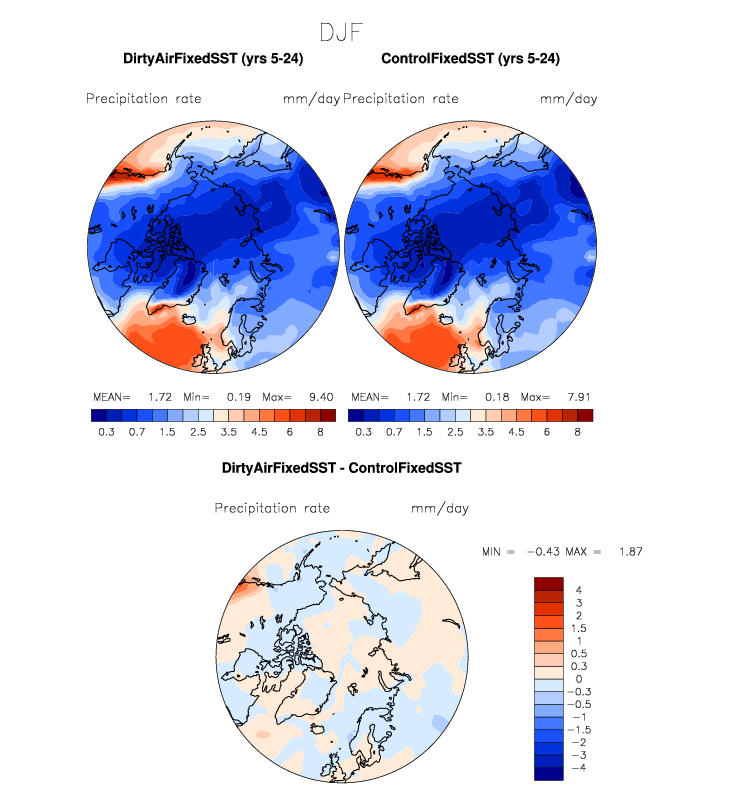 DJF
DirtyAirFixedSST (yrs 5-24) ControlFixedSST (yrs 5-24)
Precipitation rate mm/day Precipitation rate mm/day
MEAN= 1.72 Min= 0.19 Max= 9.40 MEAN= 1.72 Min= 0.18 Max= 7.91
0.3 0.7 1.5 2.5 3.5 4.5 6 8 0.3 0.7 1.5 2.5 3.5 4.5 6 8
DirtyAirFixedSST - ControlFixedSST
Precipitation rate mm/day
MIN = -0.43 MAX = 1.87
4
3
2
1.5
1
0.5
0.3
0
-0.3
-0.5
-1
-1.5
-2
-3
-4